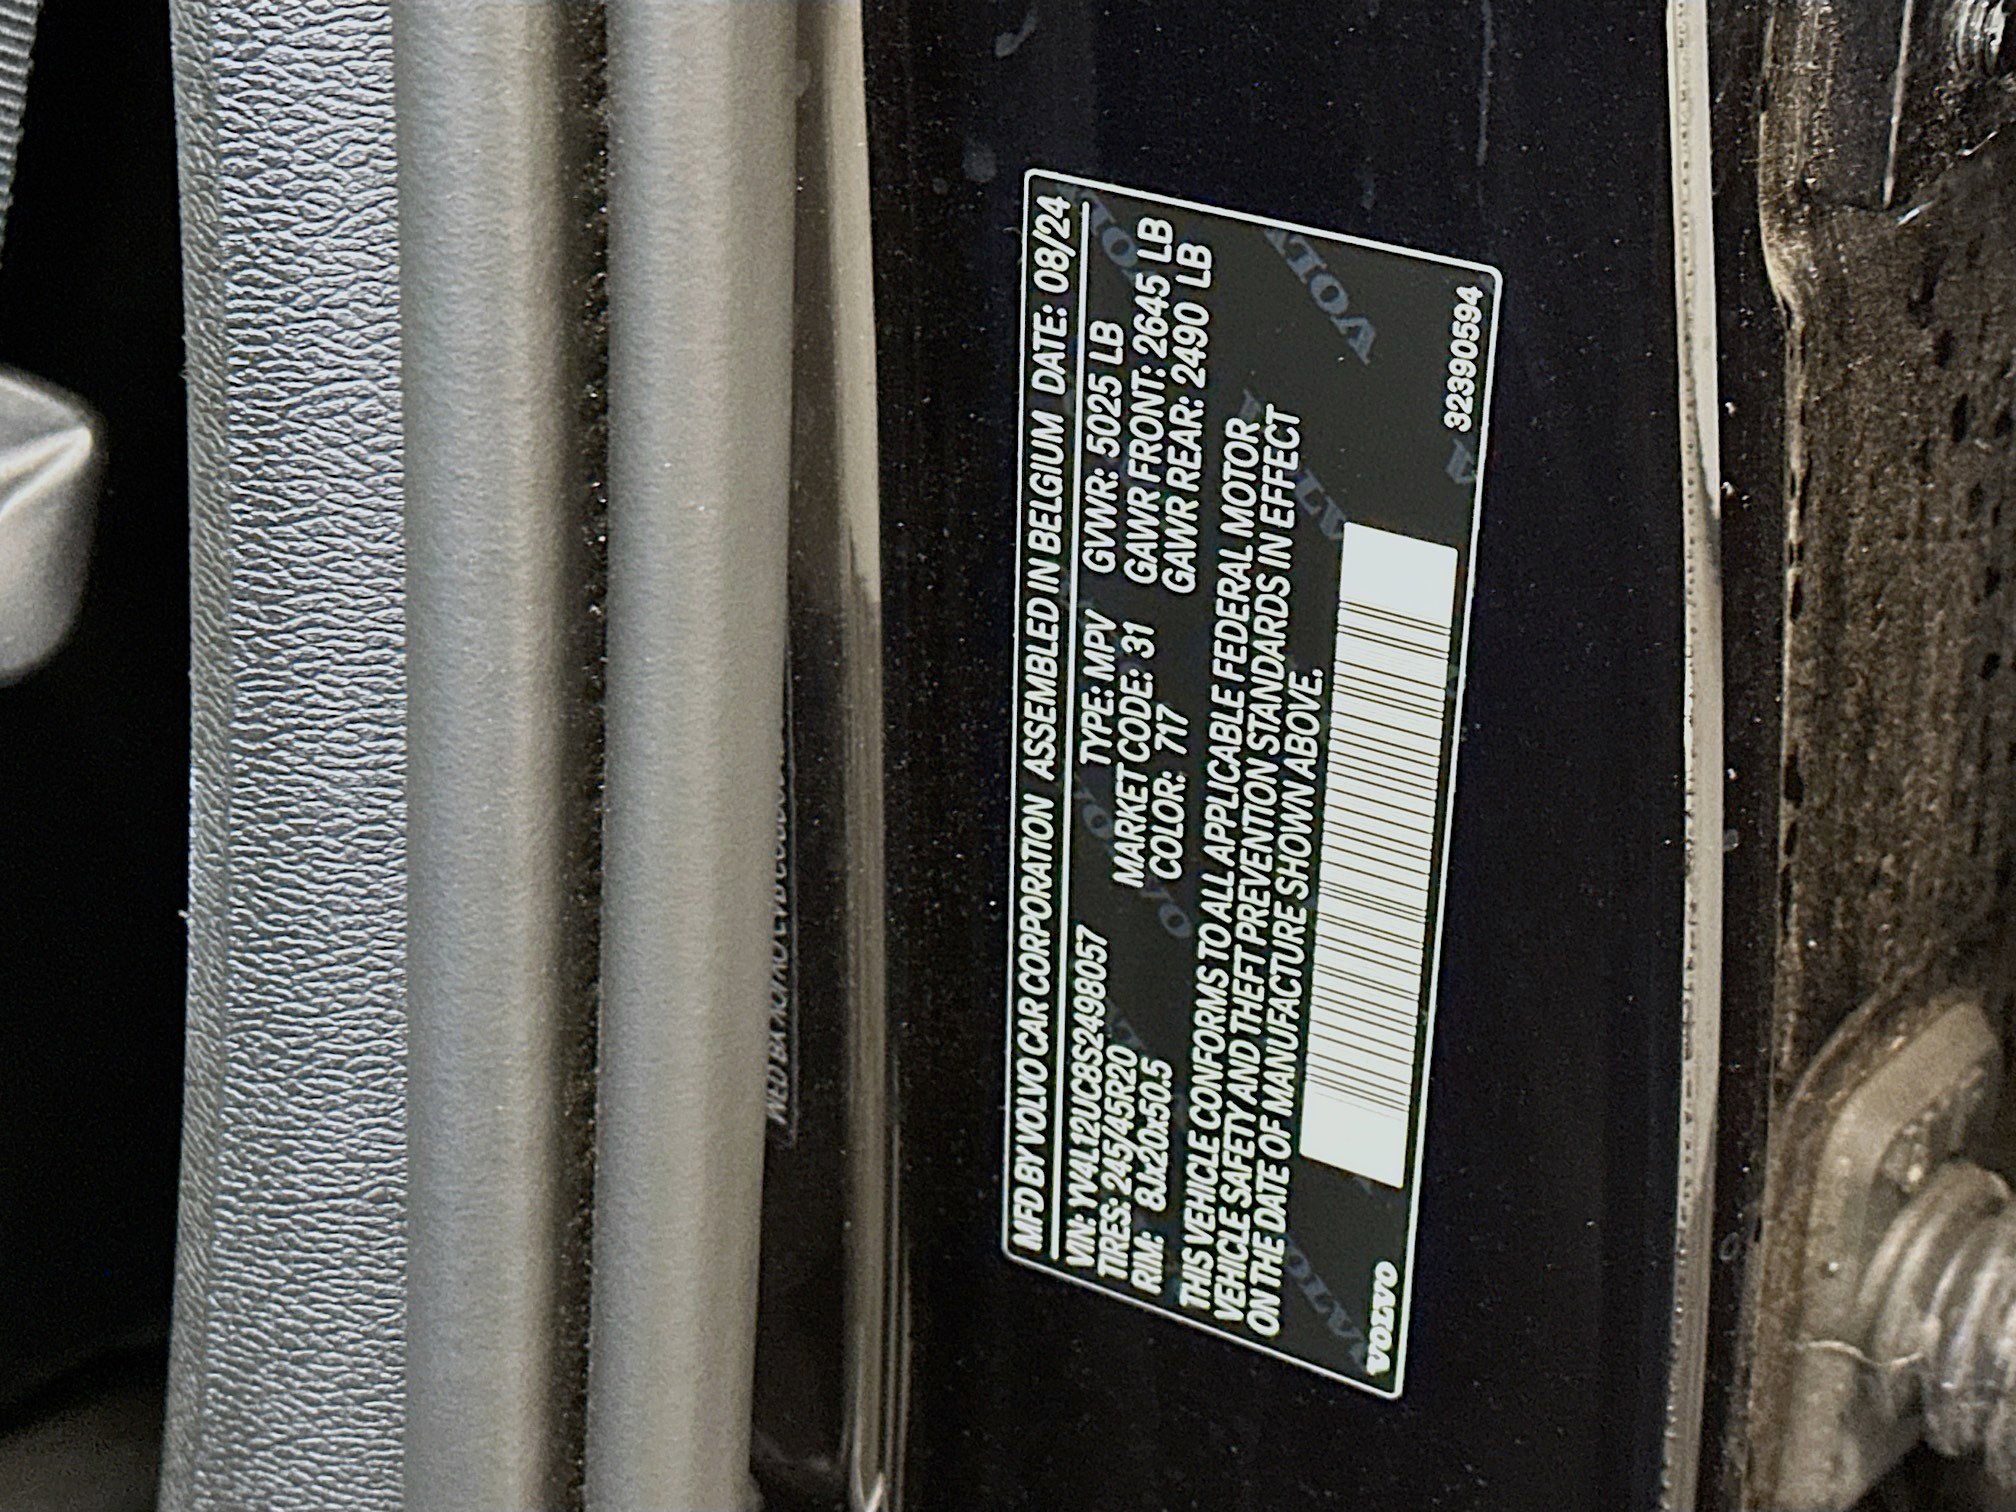 MFD BY VOLVO CAR CORPORATION ASSEMBLED IN BELGIUM DATE: 08/24
VIN: YV4L12UC8S2498057 TYPE: MPV GVWR: 5025 LB
TIRES: 245/45R20 MARKET CODE: 31 GAWR FRONT: 2645 LB
RIM: 8Jx20x50.5 COLOR: 717 GAWR REAR: 2490 LB
THIS VEHICLE CONFORMS TO ALL APPLICABLE FEDERAL MOTOR
VEHICLE SAFETY AND THEFT PREVENTION STANDARDS IN EFFECT
ON THE DATE OF MANUFACTURE SHOWN ABOVE.
VOLVO 32390594